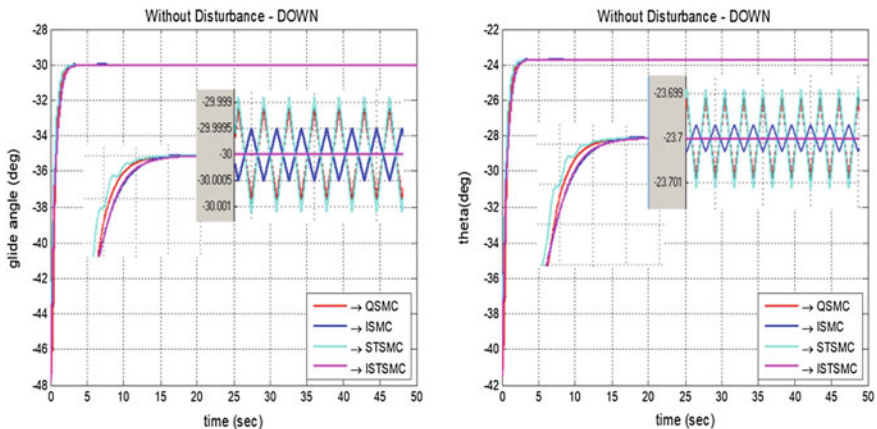 Without Disturbance - DOWN
-28
-30
-32
-34
-36
-38
-40
-42
-44
-46
-48
glide angle (deg)
-29.999
-29.9995
-30
-30.0005
-30.001
→ QSMC
→ ISMC
→ STSMC
→ ISTSMC
0 5 10 15 20 25 30 35 40 45 50
time (sec)
Without Disturbance - DOWN
-22
-24
-26
-28
-30
-32
-34
-36
-38
-40
-42
theta(deg)
-23.699
-23.7
-23.701
→ QSMC
→ ISMC
→ STSMC
→ ISTSMC
0 5 10 15 20 25 30 35 40 45 50
time (sec)